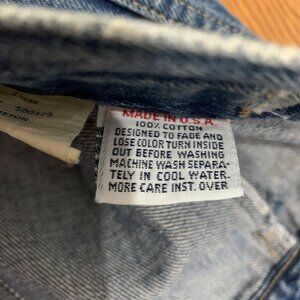 500129
MADE IN U.S.A.
100% COTTON
DESIGNED TO FADE AND
LOSE COLOR TURN INSIDE
OUT BEFORE WASHING
MACHINE WASH SEPARA-
TELY IN COOL WATER.
MORE CARE INST. OVER